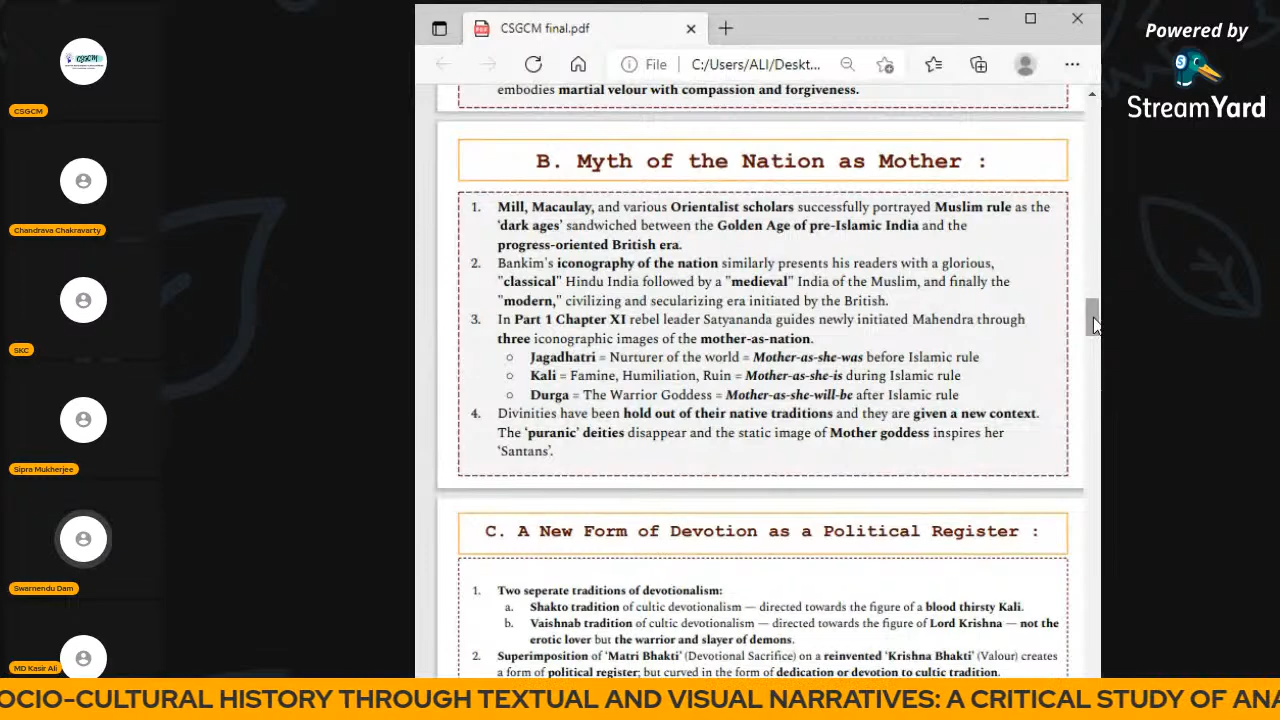 CSGCM final.pdf
Powered by
StreamYard
File
C:/Users/ALI/Deskt...
CSGCM
Chandrava Chakravarty
SKC
Sipra Mukherjee
Swarnendu Dam
MD Kasir Ali
embodies martial velour with compassion and forgiveness.
B. Myth of the Nation as Mother :
1. Mill, Macaulay, and various Orientalist scholars successfully portrayed Muslim rule as the
'dark ages' sandwiched between the Golden Age of pre-Islamic India and the
progress-oriented British era.
2. Bankim's iconography of the nation similarly presents his readers with a glorious,
"classical" Hindu India followed by a "medieval" India of the Muslim, and finally the
"modern," civilizing and secularizing era initiated by the British.
3. In Part 1 Chapter XI rebel leader Satyananda guides newly initiated Mahendra through
three iconographic images of the mother-as-nation.
○ Jagadhatri = Nurturer of the world = Mother-as-she-was before Islamic rule
○ Kali = Famine, Humiliation, Ruin = Mother-as-she-is during Islamic rule
○ Durga = The Warrior Goddess = Mother-as-she-will-be after Islamic rule
4. Divinities have been hold out of their native traditions and they are given a new context.
The 'puranic' deities disappear and the static image of Mother goddess inspires her
'Santans'.
C. A New Form of Devotion as a Political Register :
1. Two seperate traditions of devotionalism:
a. Shakto tradition of cultic devotionalism — directed towards the figure of a blood thirsty Kali.
b. Vaishnab tradition of cultic devotionalism — directed towards the figure of Lord Krishna — not the
erotic lover but the warrior and slayer of demons.
2. Superimposition of 'Matri Bhakti' (Devotional Sacrifice) on a reinvented 'Krishna Bhakti' (Valour) creates
a form of political register; but curved in the form of dedication or devotion to cultic tradition.
OCIO-CULTURAL HISTORY THROUGH TEXTUAL AND VISUAL NARRATIVES: A CRITICAL STUDY OF ANA